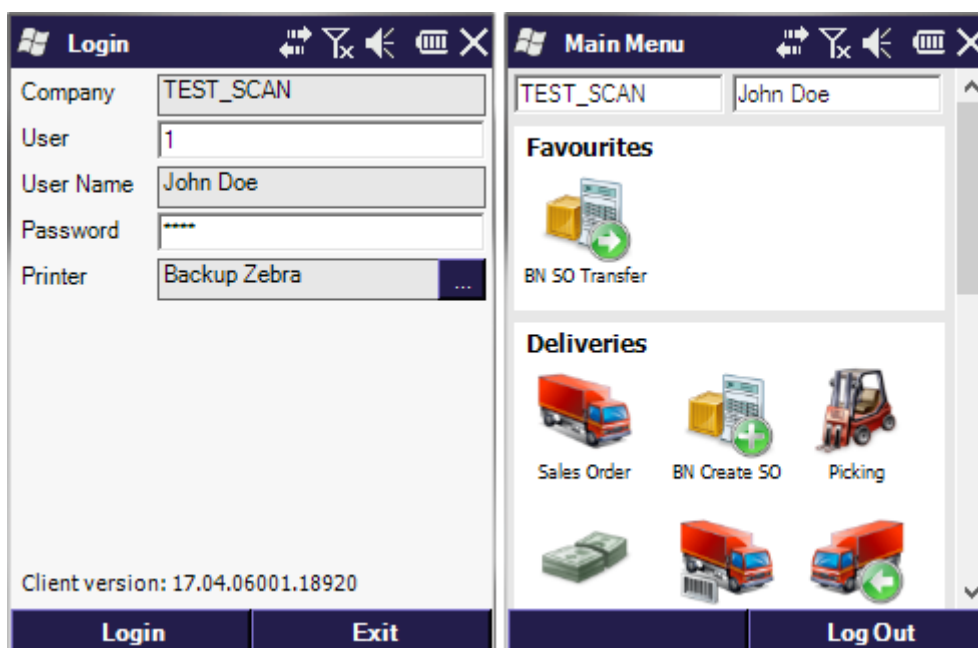 Login
Company TEST_SCAN
User 1
User Name John Doe
Password ****
Printer Backup Zebra ...
Client version: 17.04.06001.18920
Login Exit
Main Menu
TEST_SCAN John Doe
Favourites
BN SO Transfer
Deliveries
Sales Order BN Create SO Picking
Log Out